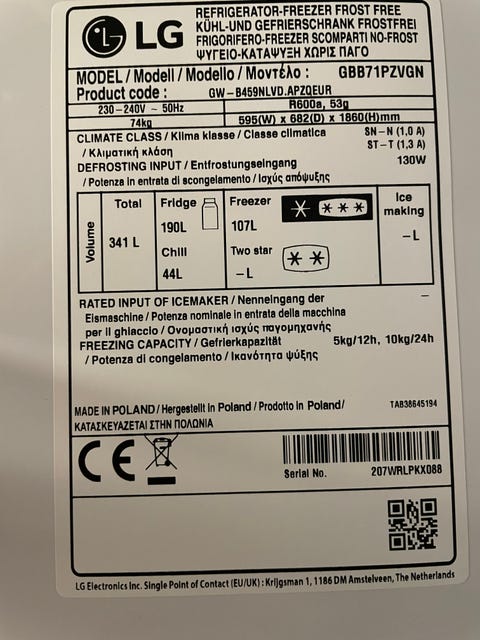 LG
REFRIGERATOR-FREEZER FROST FREE
KÜHL-UND GEFRIERSCHRANK FROSTFREI
FRIGORIFERO-FREEZER SCOMPARTI NO-FROST
ΨΥΓΕΙΟ-ΚΑΤΑΨΥΞΗ ΧΩΡΙΣ ΠΑΓΟ
MODEL / Modell / Modello / Μοντέλο : GBB71PZVGN
Product code : GW-B459NLVD.APZQEUR
230-240V ~ 50Hz R600a, 53g
74kg 595(W) x 682(D) x 1860(H)mm
CLIMATE CLASS / Klima klasse / Classe climatica SN-N (1,0 A)
/ Κλιματική κλάση ST-T (1,3 A)
DEFROSTING INPUT / Entfrostungseingang 130W
/ Potenza in entrata di scongelamento / Ισχύς απόψυξης
Volume
Total
341 L
Fridge
190L
Chill
44L
Freezer
107L
Two star
-L
Ice
making
-L
RATED INPUT OF ICEMAKER / Nenneingang der -
Eismaschine / Potenza nominale in entrata della macchina
per il ghiaccio / Ονομαστική ισχύς παγομηχανής
FREEZING CAPACITY / Gefrierkapazität 5kg/12h, 10kg/24h
/ Potenza di congelamento / Ικανότητα ψύξης
MADE IN POLAND / Hergestellt in Poland / Prodotto in Poland/ TAB38645194
ΚΑΤΑΣΚΕΥΑΖΕΤΑΙ ΣΤΗΝ ΠΟΛΩΝΙΑ
CE
Serial No. 207WRLPKX088
LG Electronics Inc. Single Point of Contact (EU/UK) : Krijgsman 1, 1186 DM Amstelveen, The Netherlands